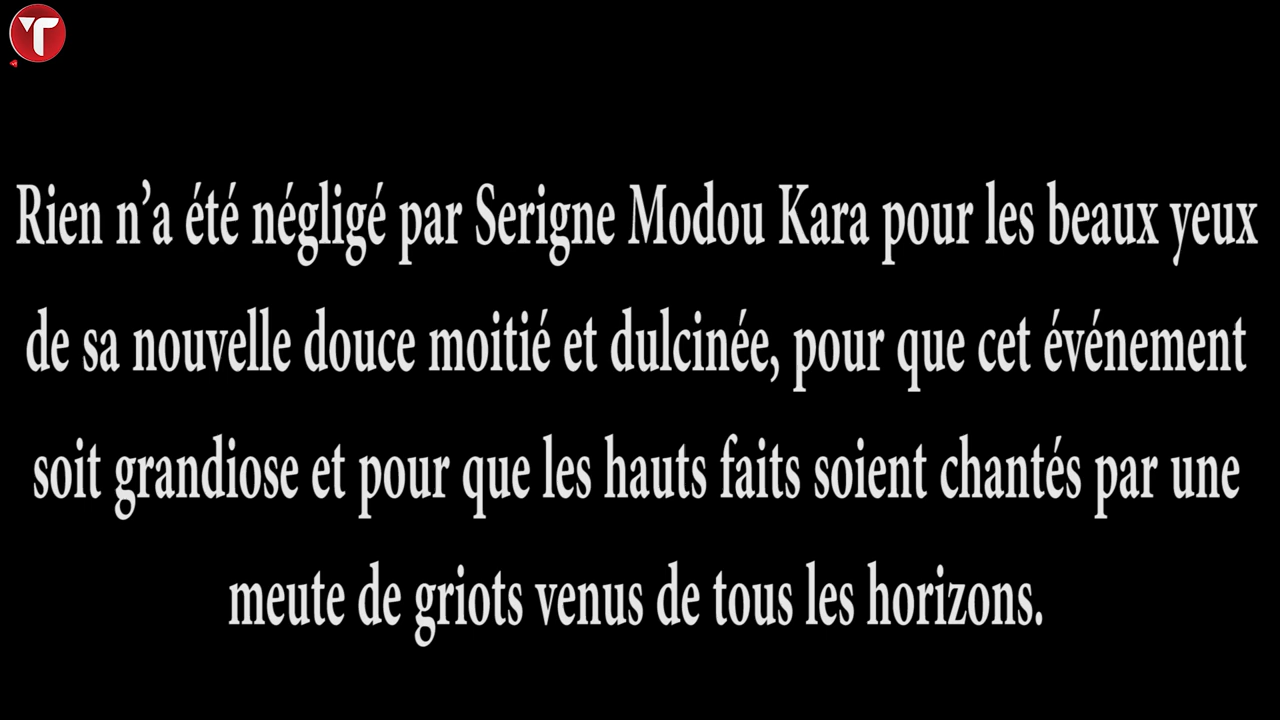 Rien n’a été négligé par Serigne Modou Kara pour les beaux yeux
de sa nouvelle douce moitié et dulcinée, pour que cet événement
soit grandiose et pour que les hauts faits soient chantés par une
meute de griots venus de tous les horizons.